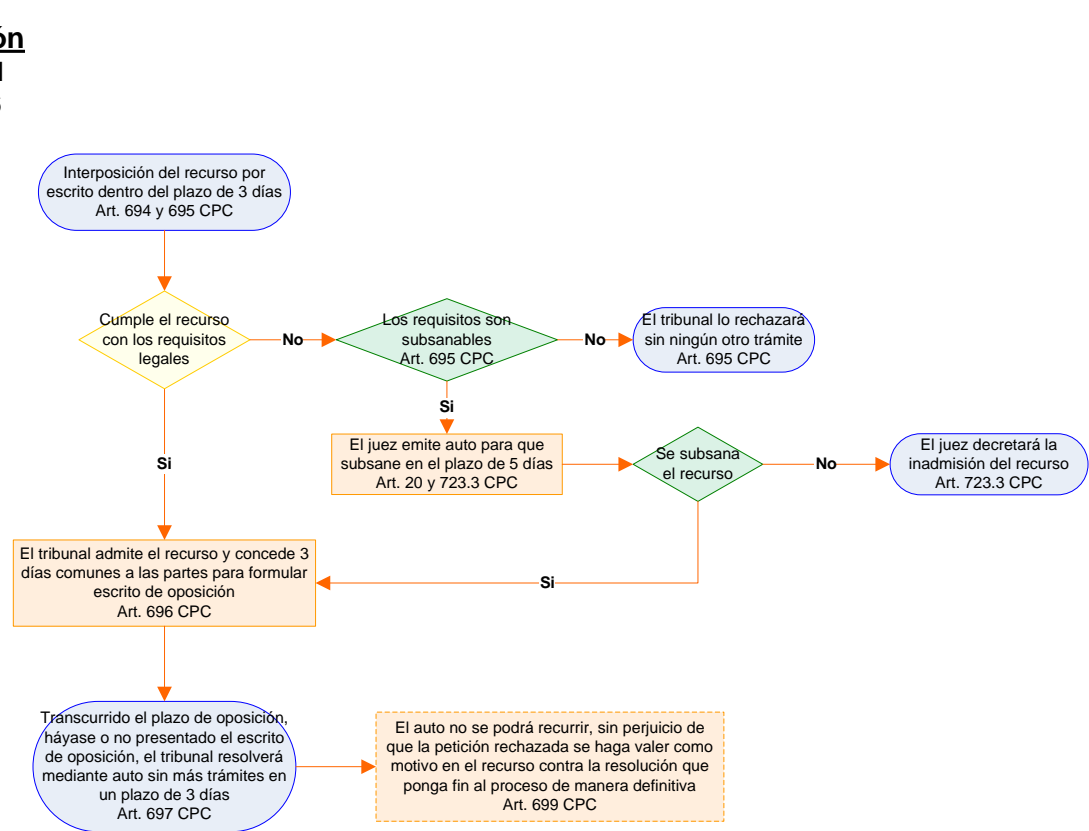 ón
Interposición del recurso por
escrito dentro del plazo de 3 días
Art. 694 y 695 CPC
Cumple el recurso
con los requisitos
legales
No
Los requisitos son
subsanables
Art. 695 CPC
No
El tribunal lo rechazará
sin ningún otro trámite
Art. 695 CPC
Si
El juez emite auto para que
subsane en el plazo de 5 días
Art. 20 y 723.3 CPC
Se subsana
el recurso
No
El juez decretará la
inadmisión del recurso
Art. 723.3 CPC
Si
El tribunal admite el recurso y concede 3
días comunes a las partes para formular
escrito de oposición
Art. 696 CPC
Si
Transcurrido el plazo de oposición,
háyase o no presentado el escrito
de oposición, el tribunal resolverá
mediante auto sin más trámites en
un plazo de 3 días
Art. 697 CPC
El auto no se podrá recurrir, sin perjuicio de
que la petición rechazada se haga valer como
motivo en el recurso contra la resolución que
ponga fin al proceso de manera definitiva
Art. 699 CPC